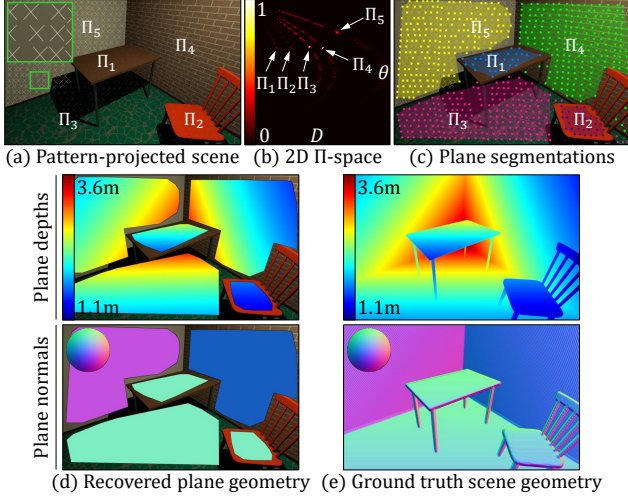 Π₅
Π₄
Π₁
Π₂
Π₃
(a) Pattern-projected scene
1
Π₅
Π₄
Π₁ Π₂ Π₃
θ
0
D
(b) 2D Π-space
Π₅
Π₄
Π₁
Π₂
Π₃
(c) Plane segmentations
Plane depths
3.6m
1.1m
3.6m
1.1m
Plane normals
(d) Recovered plane geometry
(e) Ground truth scene geometry